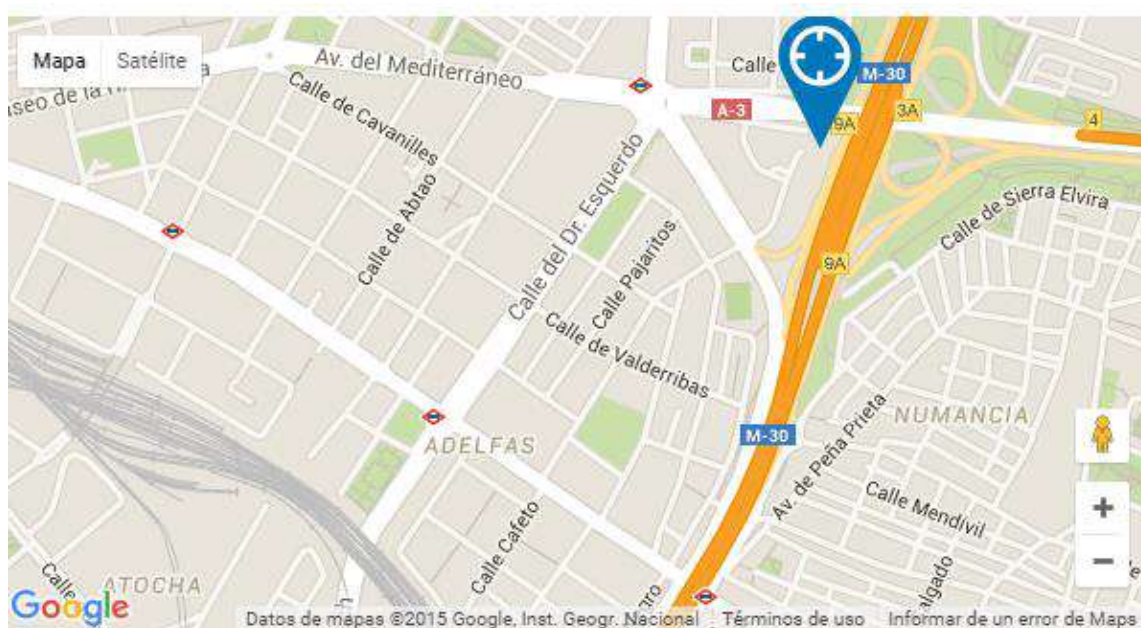 Mapa
Satélite
Av. del Mediterráneo
Calle
M-30
A-3
9A
3A
4
Calle de Cavanilles
Calle de Abtao
Calle del Dr. Esquerdo
Calle Pajaritos
Calle de Valderribas
Calle de Sierra Elvira
9A
M-30
NUMANCIA
ADELFAS
Av. de Peña Prieta
Calle Mendivil
Calle Cafeto
Calle
ATOCHA
Google
+
−
Datos de mapas ©2015 Google, Inst. Geogr. Nacional
Términos de uso
Informar de un error de Maps